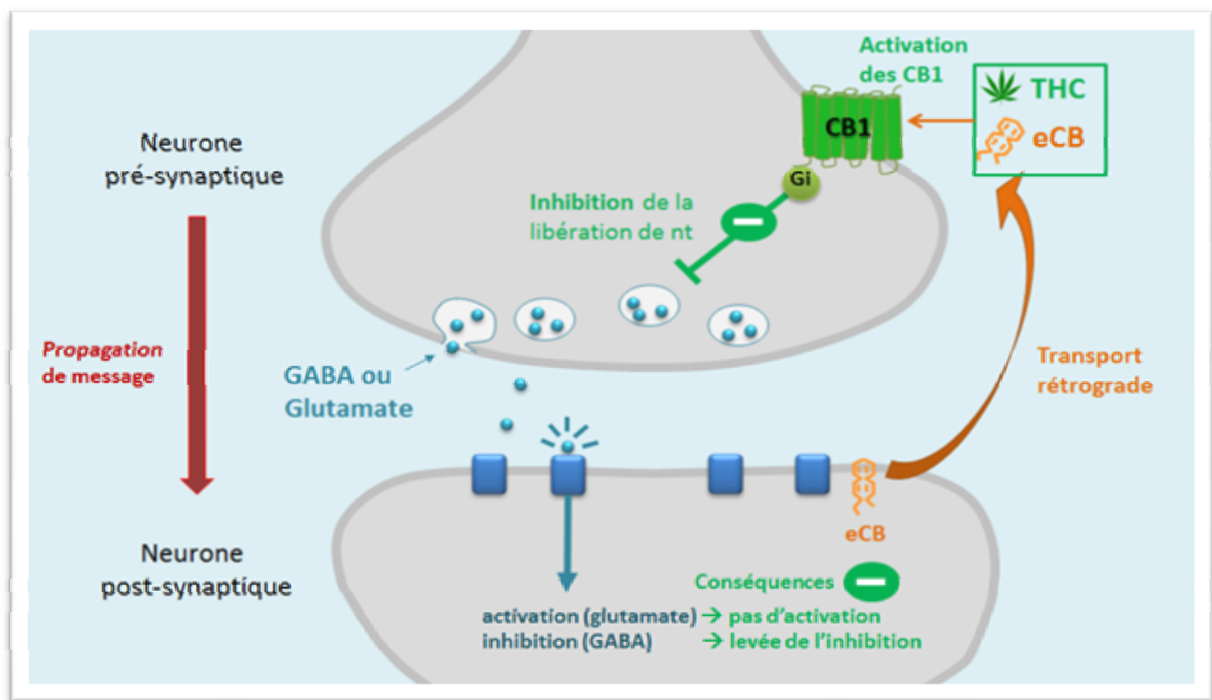 Activation
des CB1
THC
eCB
CB1
Gi
Neurone
pré-synaptique
Inhibition de la
libération de nt
Propagation
de message
GABA ou
Glutamate
Transport
rétrograde
eCB
Neurone
post-synaptique
Conséquences
activation (glutamate) → pas d'activation
inhibition (GABA) → levée de l'inhibition